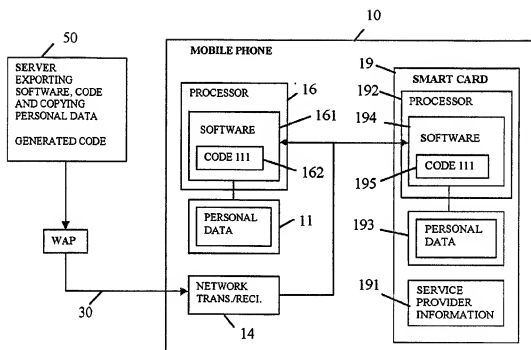 50
SERVER
EXPORTING
SOFTWARE, CODE
AND COPYING
PERSONAL DATA
GENERATED CODE
WAP
30
10
MOBILE PHONE
16
PROCESSOR
161
SOFTWARE
CODE 111
162
PERSONAL
DATA
11
NETWORK
TRANS./RECI.
14
19
SMART CARD
192
PROCESSOR
194
SOFTWARE
CODE 111
195
193
PERSONAL
DATA
191
SERVICE
PROVIDER
INFORMATION